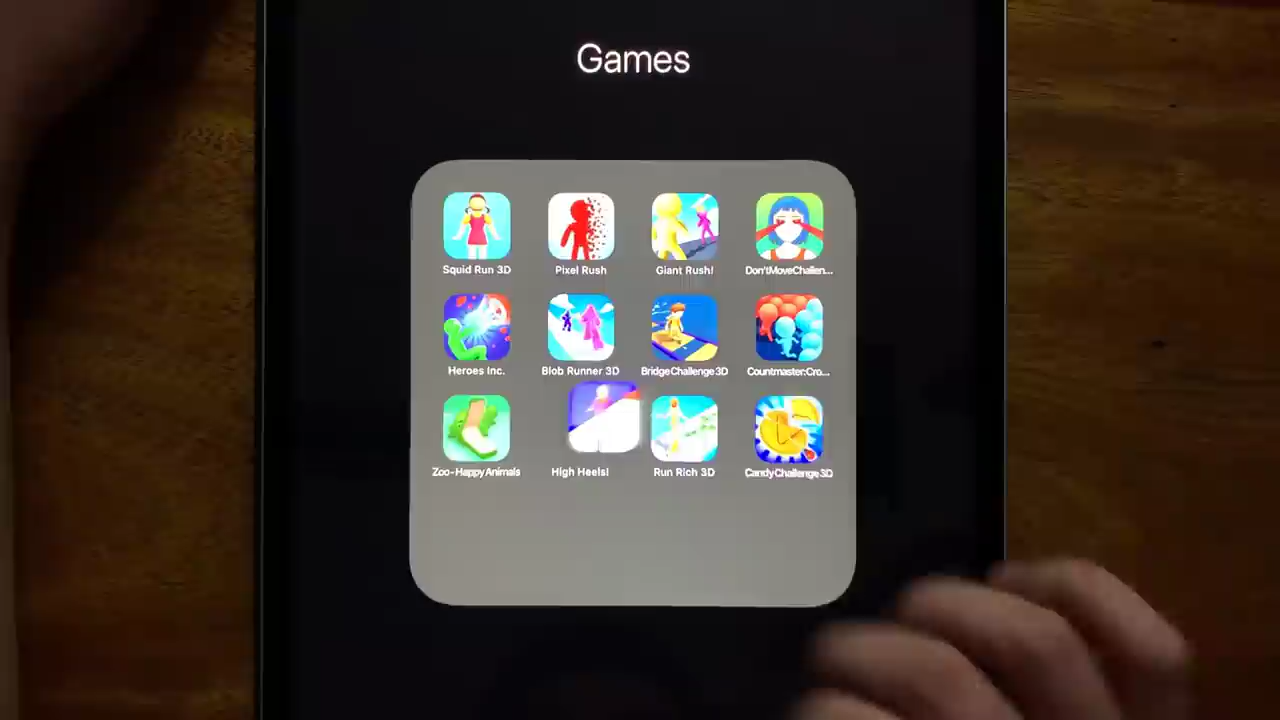 Games
Squid Run 3D
Pixel Rush
Giant Rush!
Don'tMoveChallen...
Heroes Inc.
Blob Runner 3D
BridgeChallenge3D
Countmaster:Cro...
Zoo-HappyAnimals
High Heels!
Run Rich 3D
CandyChallenge3D